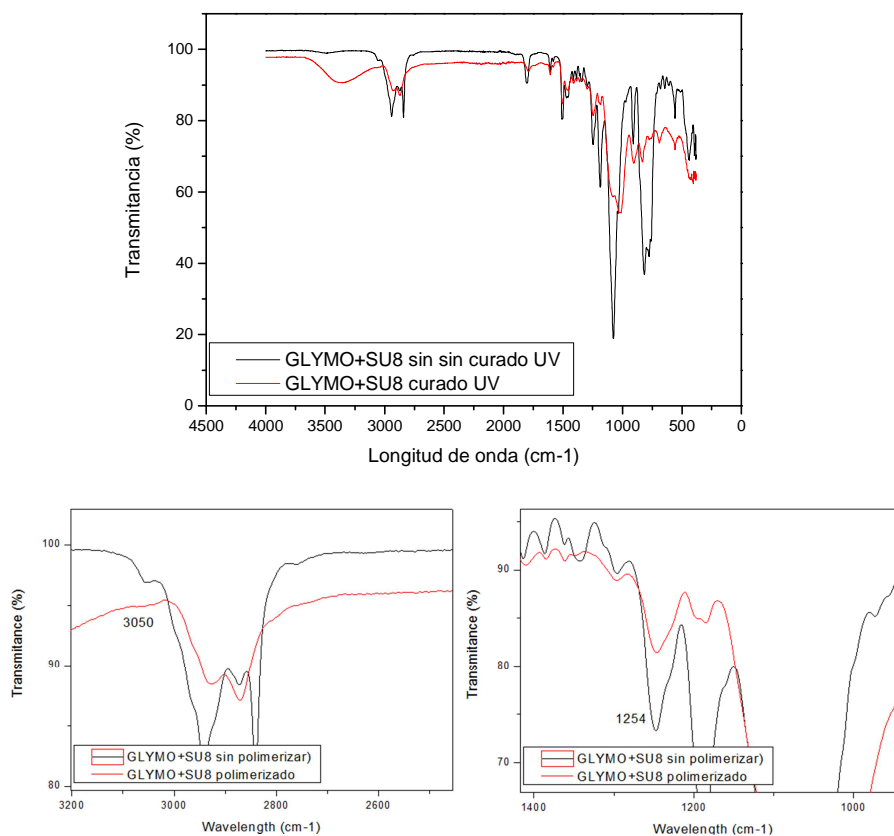 100
80
60
40
20
0
4500
4000
3500
3000
2500
2000
1500
1000
500
0
Transmitancia (%)
Longitud de onda (cm-1)
GLYMO+SU8 sin sin curado UV
GLYMO+SU8 curado UV
100
90
80
3200
3000
2800
2600
Transmitance (%)
Wavelength (cm-1)
3050
GLYMO+SU8 sin polimerizar)
GLYMO+SU8 polimerizado
90
80
70
1400
1200
1000
Transmitance (%)
Wavelength (cm-1)
1254
GLYMO+SU8 sin polimerizar)
GLYMO+SU8 polimerizado